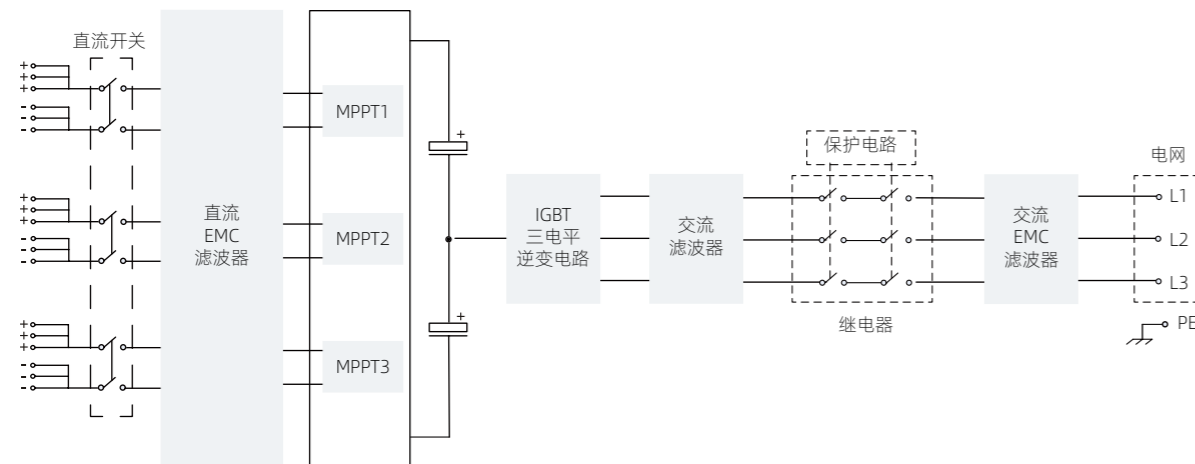 直流开关
+
+
+
-
-
-
+
+
+
-
-
-
+
+
+
-
-
-
直流
EMC
滤波器
MPPT1
MPPT2
MPPT3
+
+
IGBT
三电平
逆变电路
交流
滤波器
保护电路
继电器
交流
EMC
滤波器
电网
L1
L2
L3
PE